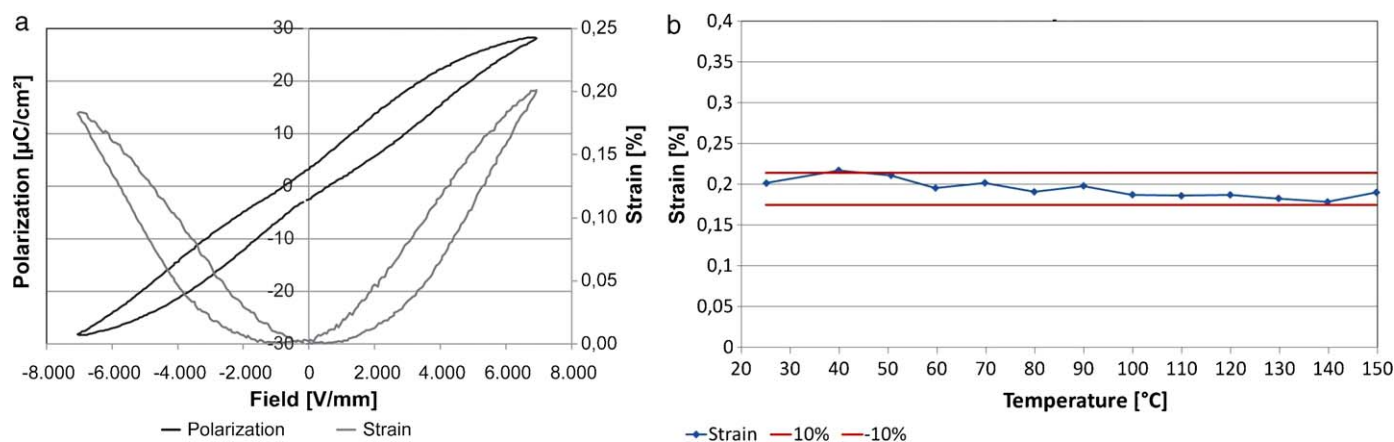 a
Polarization [µC/cm²]
30
20
10
0
-10
-20
-30
0,25
0,20
0,15
0,10
0,05
0,00
Strain [%]
-8.000 -6.000 -4.000 -2.000 0 2.000 4.000 6.000 8.000
Field [V/mm]
Polarization Strain
b
Strain [%]
0,4
0,35
0,3
0,25
0,2
0,15
0,1
0,05
0
20 30 40 50 60 70 80 90 100 110 120 130 140 150
Temperature [°C]
Strain 10% -10%